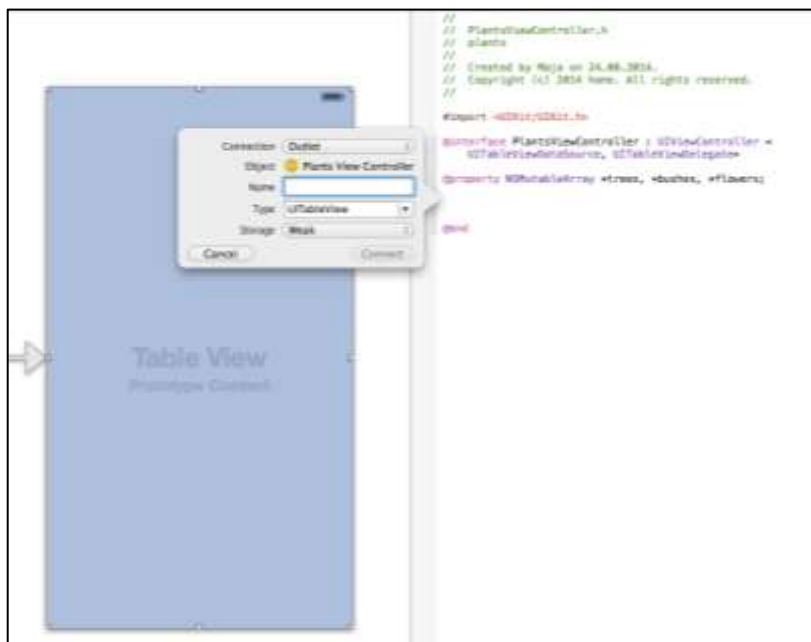 //
//  PlantsViewController.h
//  plants
//
//  Created by Maja on 24.08.2014.
//  Copyright (c) 2014 home. All rights reserved.
//
#import <UIKit/UIKit.h>
@interface PlantsViewController : UIViewController <
UITableViewDataSource, UITableViewDelegate>
@property NSMutableArray *trees, *bushes, *flowers;
@end
Connection Outlet
Object Plants View Controller
Name
Type UITableView
Storage Weak
Cancel Connect
Table View
Prototype Content